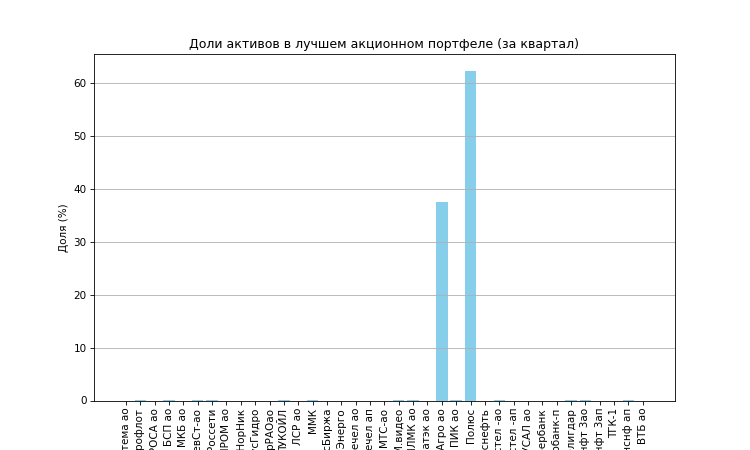 Доли активов в лучшем акционном портфеле (за квартал)
Доля (%)
60
50
40
30
20
10
0
тема ао
рофлот
РОСА ао
БСП ао
МКБ ао
евСт-ао
Россети
ПРОМ ао
НорНик
сГидро
рРАОао
ЛУКОЙЛ
ЛСР ао
ММК
сБиржа
Энерго
ечел ао
ечел ап
МТС-ао
М.видео
ЛМК ао
атэк ао
Агро ао
ПИК ао
Полюс
снефть
стел -ао
стел -ап
УСАЛ ао
ербанк
рбанк-п
лигдар
нфт 3ао
нфт 3ап
ТГК-1
нснф ап
ВТБ ао